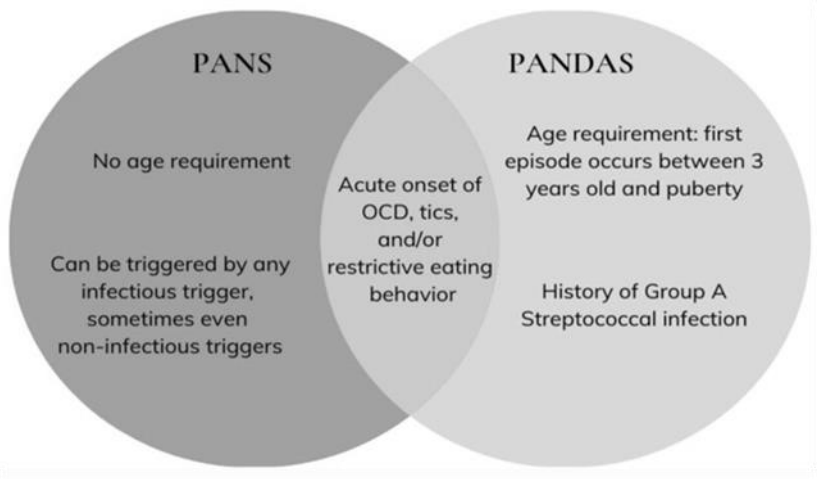 PANS
No age requirement
Can be triggered by any
infectious trigger,
sometimes even
non-infectious triggers
Acute onset of
OCD, tics,
and/or
restrictive eating
behavior
PANDAS
Age requirement: first
episode occurs between 3
years old and puberty
History of Group A
Streptococcal infection